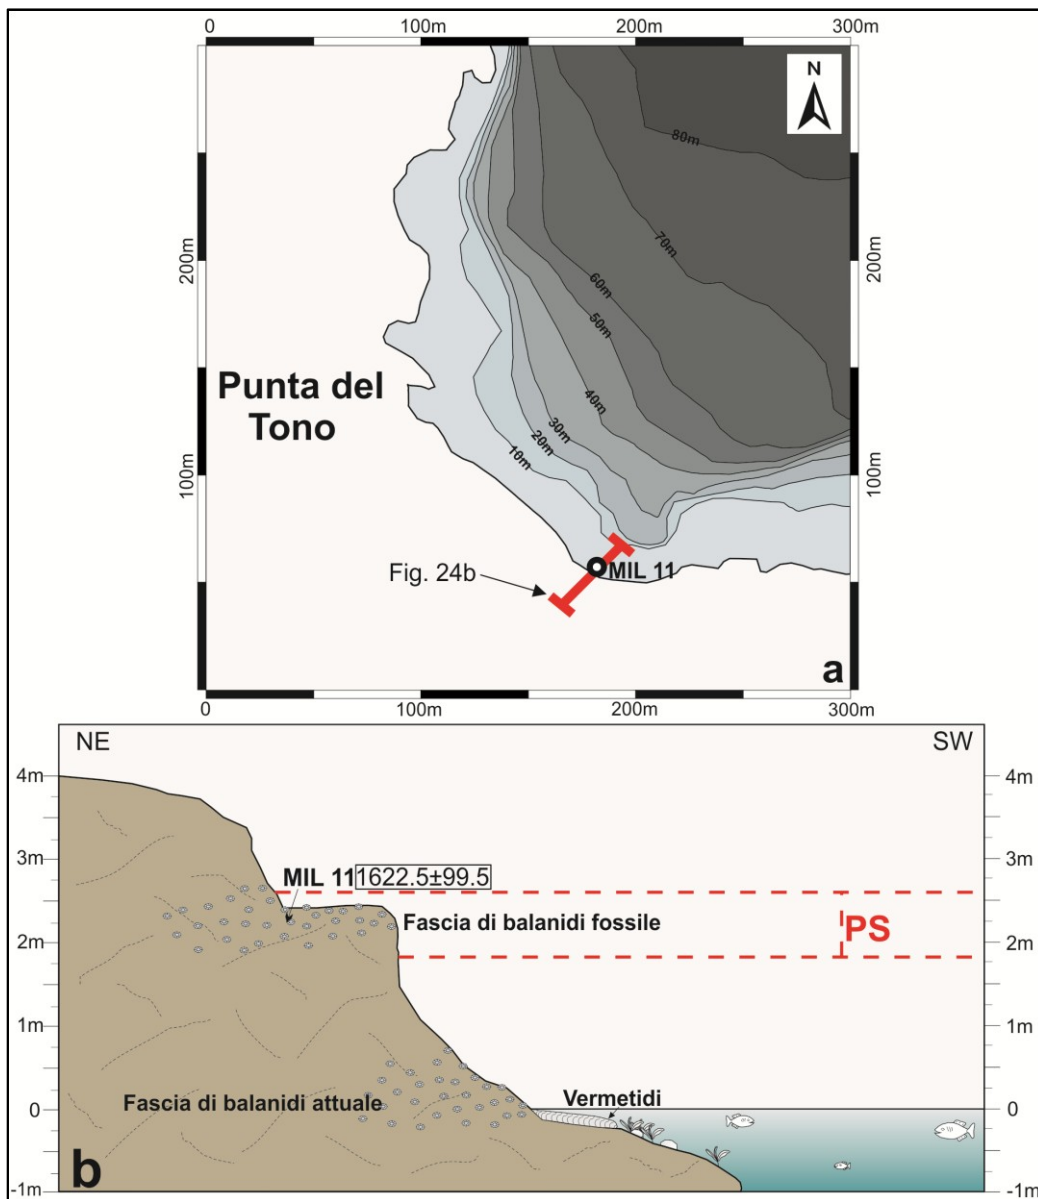 0 100m 200m 300m
N
80m
200m 70m 200m
60m
50m
Punta del
Tono
40m
30m
20m
10m
100m 100m
Fig. 24b
MIL 11
a
0 100m 200m 300m
NE SW
4m 4m
3m 3m
MIL 11 1622.5±99.5
Fascia di balanidi fossile
PS
2m 2m
1m 1m
Fascia di balanidi attuale
Vermetidi
0 0
b
-1m -1m